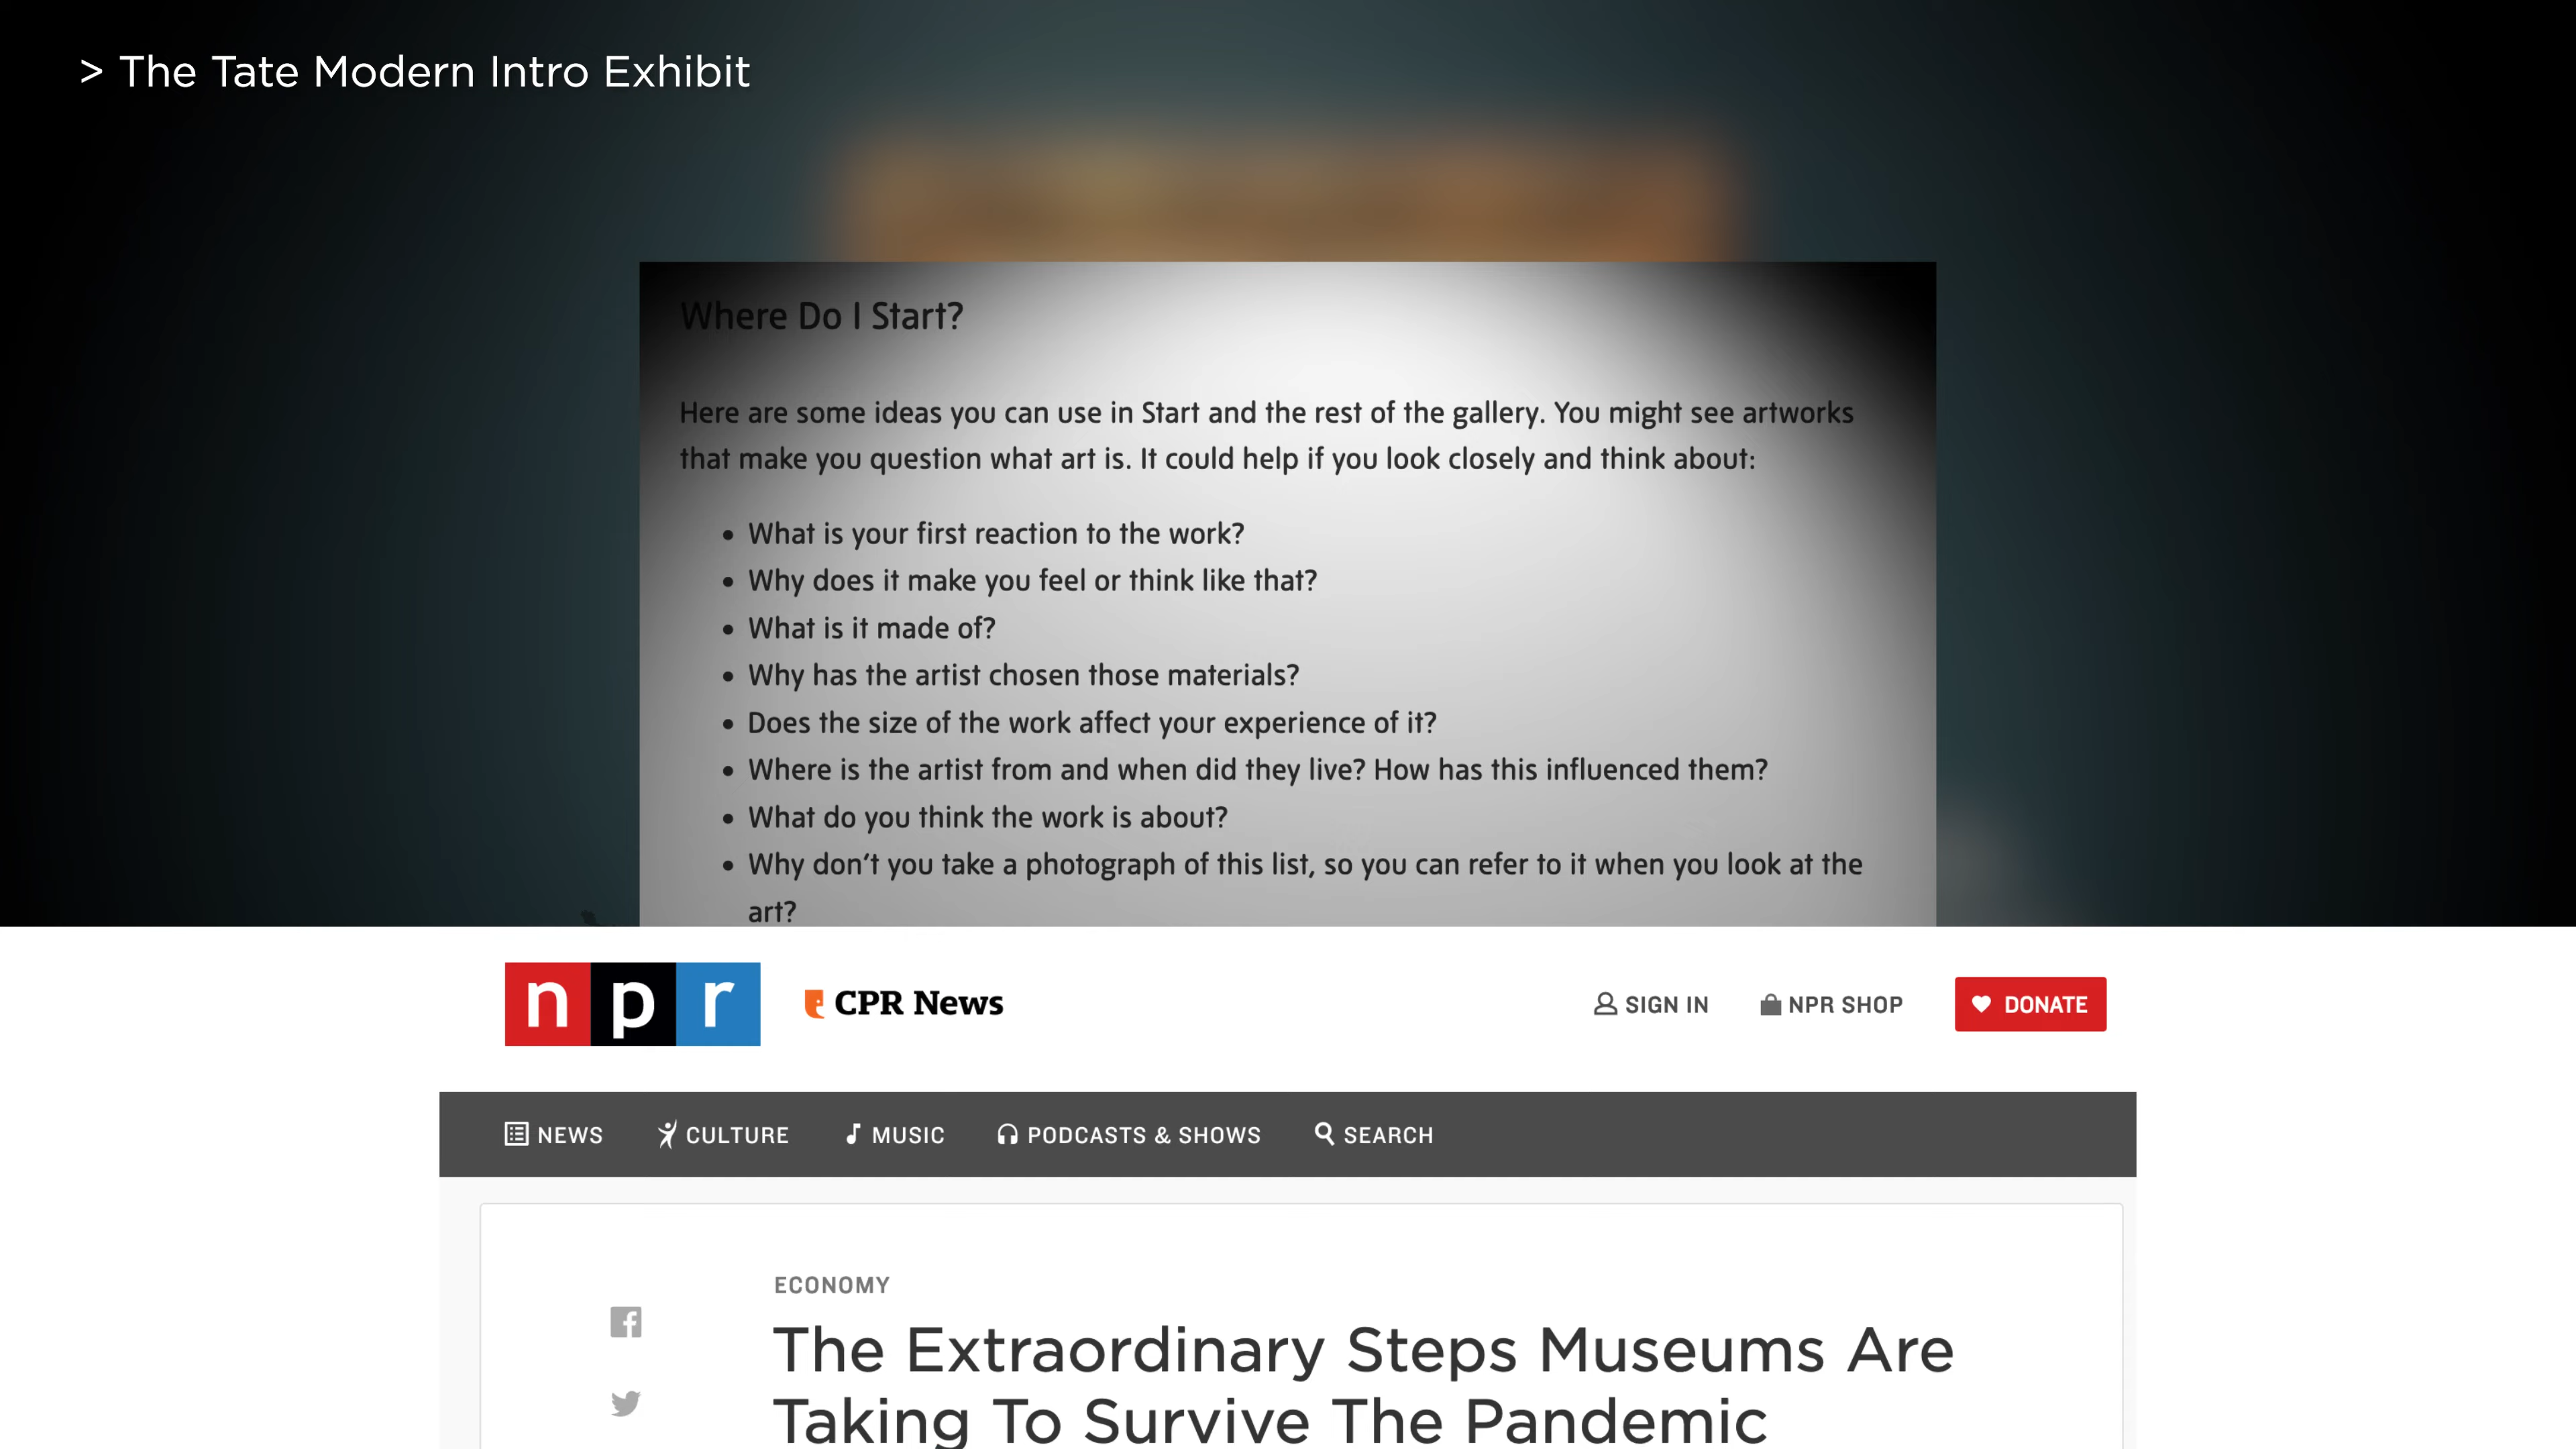 > The Tate Modern Intro Exhibit
Where Do I Start?
Here are some ideas you can use in Start and the rest of the gallery. You might see artworks
that make you question what art is. It could help if you look closely and think about:
• What is your first reaction to the work?
• Why does it make you feel or think like that?
• What is it made of?
• Why has the artist chosen those materials?
• Does the size of the work affect your experience of it?
• Where is the artist from and when did they live? How has this influenced them?
• What do you think the work is about?
• Why don't you take a photograph of this list, so you can refer to it when you look at the
art?
npr CPR News SIGN IN NPR SHOP DONATE
NEWS CULTURE MUSIC PODCASTS & SHOWS SEARCH
ECONOMY
The Extraordinary Steps Museums Are
Taking To Survive The Pandemic